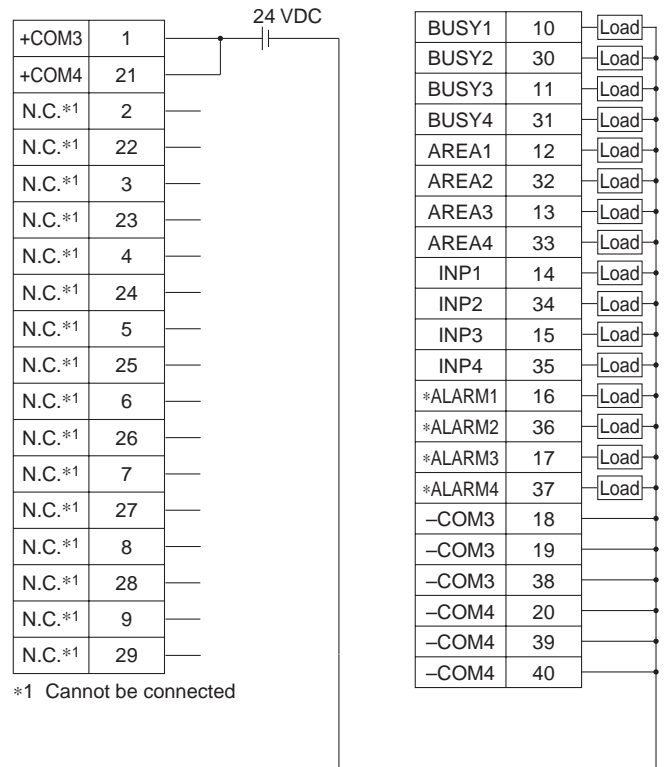 24 VDC
+COM3 1
+COM4 21
N.C.*1 2
N.C.*1 22
N.C.*1 3
N.C.*1 23
N.C.*1 4
N.C.*1 24
N.C.*1 5
N.C.*1 25
N.C.*1 6
N.C.*1 26
N.C.*1 7
N.C.*1 27
N.C.*1 8
N.C.*1 28
N.C.*1 9
N.C.*1 29
*1 Cannot be connected
BUSY1 10 Load
BUSY2 30 Load
BUSY3 11 Load
BUSY4 31 Load
AREA1 12 Load
AREA2 32 Load
AREA3 13 Load
AREA4 33 Load
INP1 14 Load
INP2 34 Load
INP3 15 Load
INP4 35 Load
*ALARM1 16 Load
*ALARM2 36 Load
*ALARM3 17 Load
*ALARM4 37 Load
–COM3 18
–COM3 19
–COM3 38
–COM4 20
–COM4 39
–COM4 40